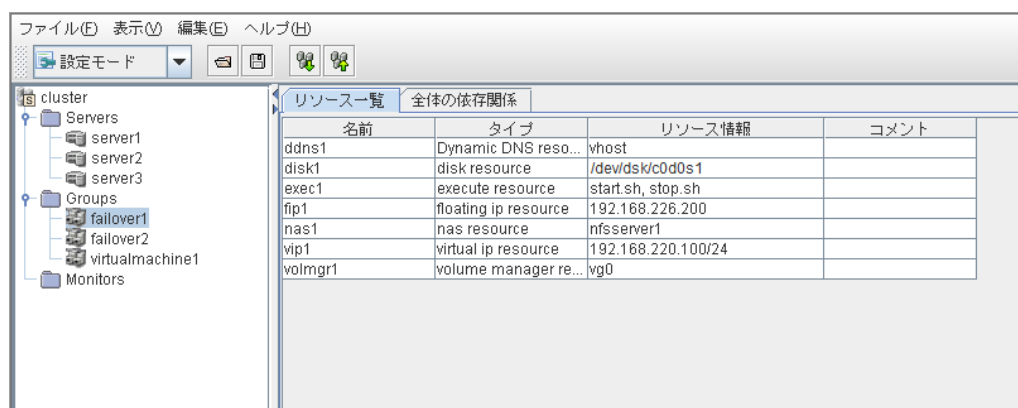 ファイル(F) 表示(V) 編集(E) ヘルプ(H)
設定モード
cluster
Servers
server1
server2
server3
Groups
failover1
failover2
virtualmachine1
Monitors
リソース一覧 全体の依存関係
名前 タイプ リソース情報 コメント
ddns1 Dynamic DNS reso... vhost
disk1 disk resource /dev/dsk/c0d0s1
exec1 execute resource start.sh, stop.sh
fip1 floating ip resource 192.168.226.200
nas1 nas resource nfsserver1
vip1 virtual ip resource 192.168.220.100/24
volmgr1 volume manager re... vg0